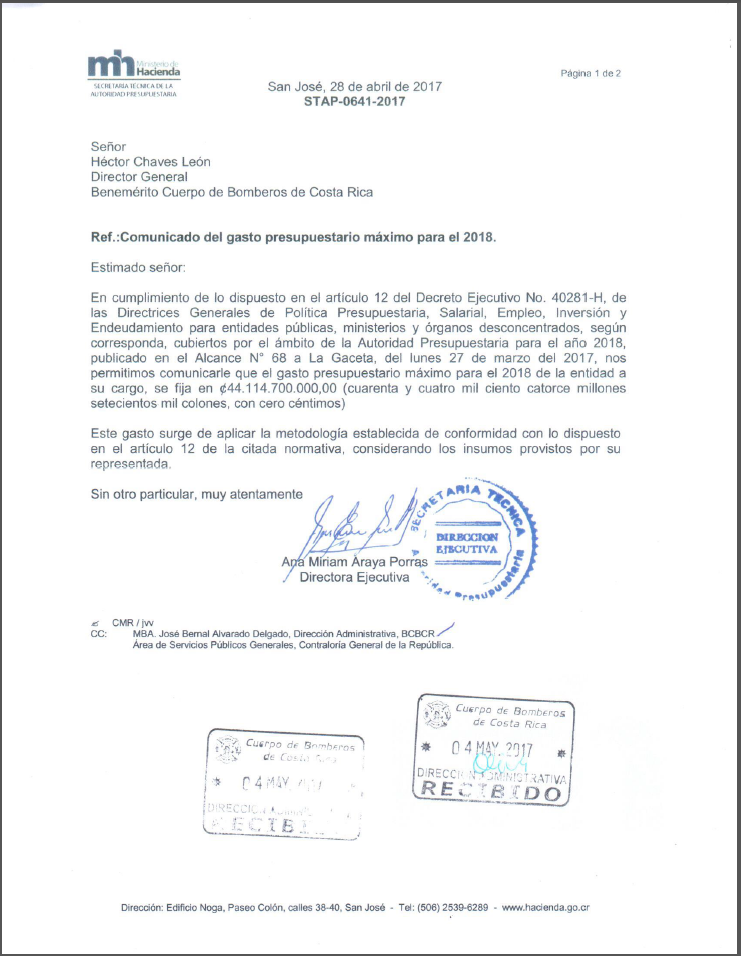 mh Ministerio de
Hacienda
SECRETARÍA TÉCNICA DE LA
AUTORIDAD PRESUPUESTARIA
Página 1 de 2
San José, 28 de abril de 2017
STAP-0641-2017
Señor
Héctor Chaves León
Director General
Benemérito Cuerpo de Bomberos de Costa Rica
Ref.:Comunicado del gasto presupuestario máximo para el 2018.
Estimado señor:
En cumplimiento de lo dispuesto en el artículo 12 del Decreto Ejecutivo No. 40281-H, de
las Directrices Generales de Política Presupuestaria, Salarial, Empleo, Inversión y
Endeudamiento para entidades públicas, ministerios y órganos desconcentrados, según
corresponda, cubiertos por el ámbito de la Autoridad Presupuestaria para el año 2018,
publicado en el Alcance N° 68 a La Gaceta, del lunes 27 de marzo del 2017, nos
permitimos comunicarle que el gasto presupuestario máximo para el 2018 de la entidad a
su cargo, se fija en ¢44.114.700.000,00 (cuarenta y cuatro mil ciento catorce millones
setecientos mil colones, con cero céntimos)
Este gasto surge de aplicar la metodología establecida de conformidad con lo dispuesto
en el artículo 12 de la citada normativa, considerando los insumos provistos por su
representada.
Sin otro particular, muy atentamente
SECRETARIA TECNICA
DIRECCION
EJECUTIVA
Presupuestaria
Ana Miriam Araya Porras
Directora Ejecutiva
CMR / jvv
CC: MBA. José Bernal Alvarado Delgado, Dirección Administrativa, BCBCR
Área de Servicios Públicos Generales, Contraloría General de la República.
Cuerpo de Bomberos
de Costa Rica
04 MAY. 2017
DIRECCION ADMINISTRATIVA
RECIBIDO
Cuerpo de Bomberos
de Costa
04 MAY.
Dirección: Edificio Noga, Paseo Colón, calles 38-40, San José - Tel: (506) 2539-6289 - www.hacienda.go.cr